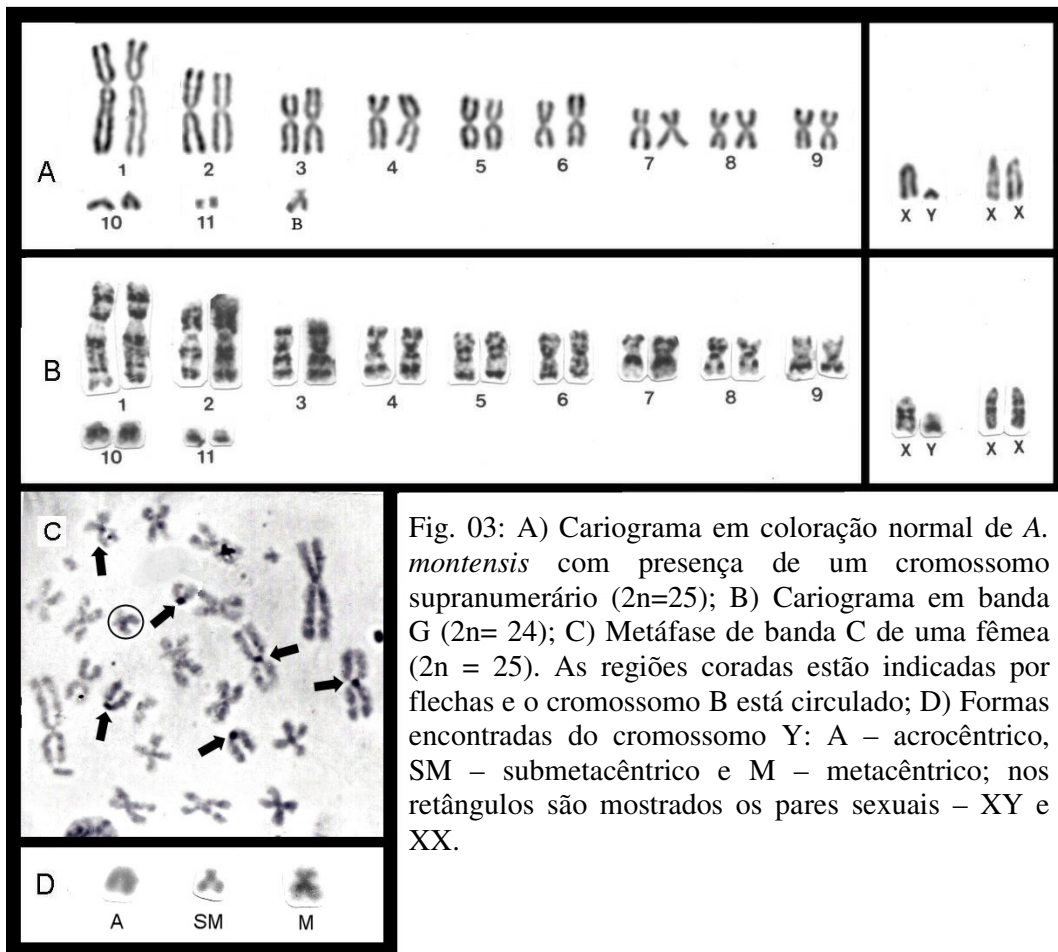 A
1 2 3 4 5 6 7 8 9
10 11 B
X Y X X
B
1 2 3 4 5 6 7 8 9
10 11
X Y X X
C
Fig. 03: A) Cariograma em coloração normal de A.
montensis com presença de um cromossomo
supranumerário (2n=25); B) Cariograma em banda
G (2n= 24); C) Metáfase de banda C de uma fêmea
(2n = 25). As regiões coradas estão indicadas por
flechas e o cromossomo B está circulado; D) Formas
encontradas do cromossomo Y: A – acrocêntrico,
SM – submetacêntrico e M – metacêntrico; nos
retângulos são mostrados os pares sexuais – XY e
XX.
D
A SM M